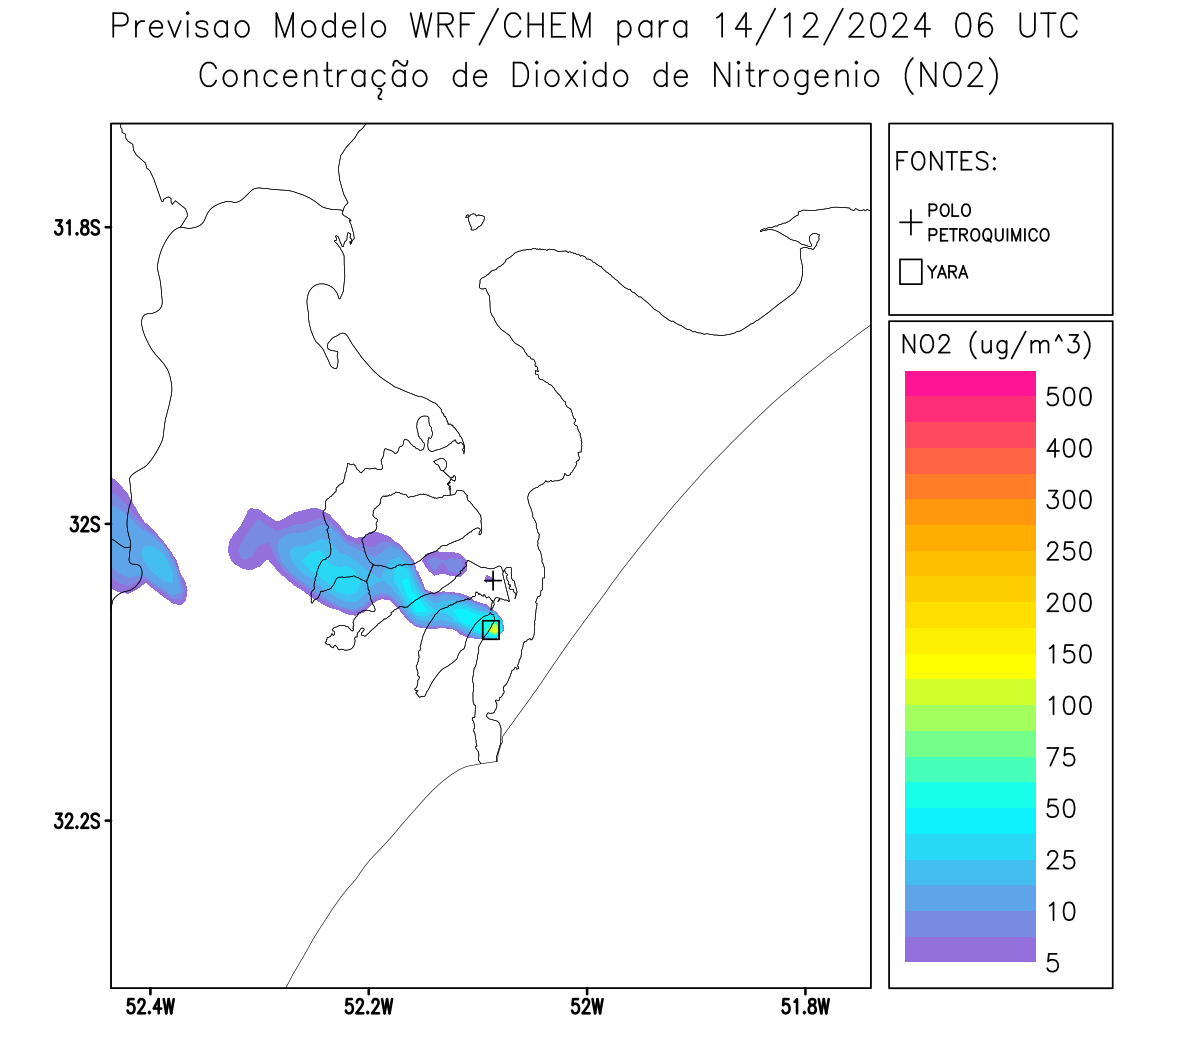 Previsao Modelo WRF/CHEM para 14/12/2024 06 UTC
Concentração de Dioxido de Nitrogenio (NO2)
FONTES:
POLO
PETROQUIMICO
YARA
NO2 (ug/m^3)
500
400
300
250
200
150
100
75
50
25
10
5
31.8S
32S
32.2S
52.4W
52.2W
52W
51.8W